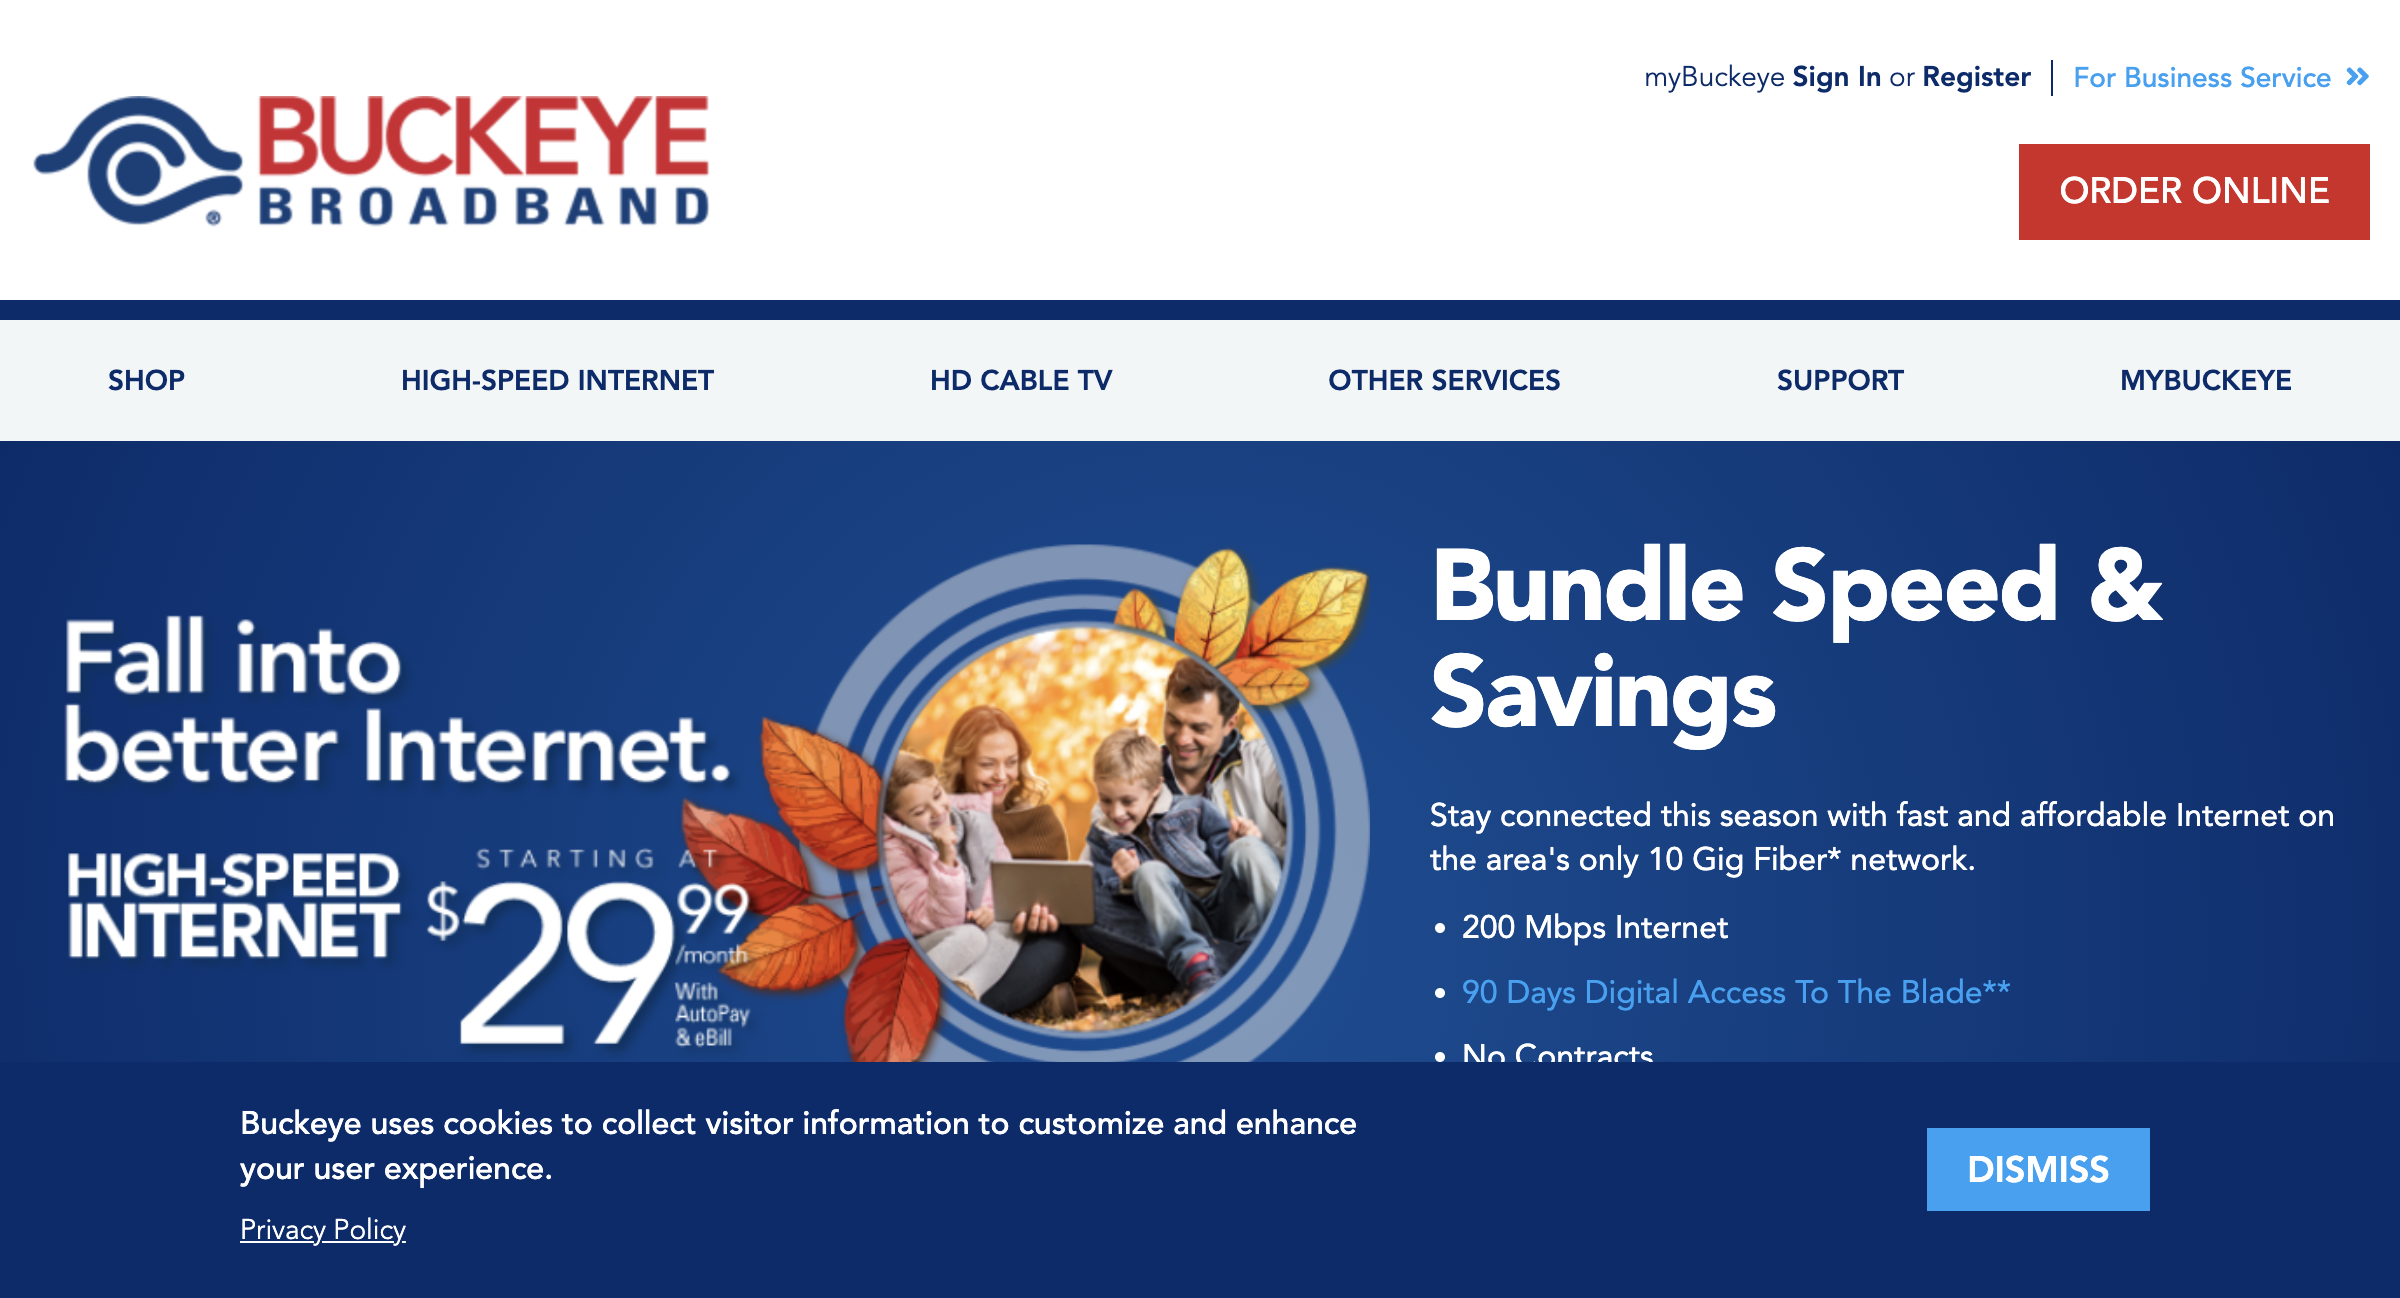 myBuckeye Sign In or Register
For Business Service
BUCKEYE
BROADBAND
®
ORDER ONLINE
SHOP
HIGH-SPEED INTERNET
HD CABLE TV
OTHER SERVICES
SUPPORT
MYBUCKEYE
Fall into
better Internet.
HIGH-SPEED
INTERNET
STARTING AT
$29 99
/month
With
AutoPay
& eBill
Bundle Speed &
Savings
Stay connected this season with fast and affordable Internet on
the area's only 10 Gig Fiber* network.
• 200 Mbps Internet
• 90 Days Digital Access To The Blade**
• No Contracts
Buckeye uses cookies to collect visitor information to customize and enhance
your user experience.
Privacy Policy
DISMISS